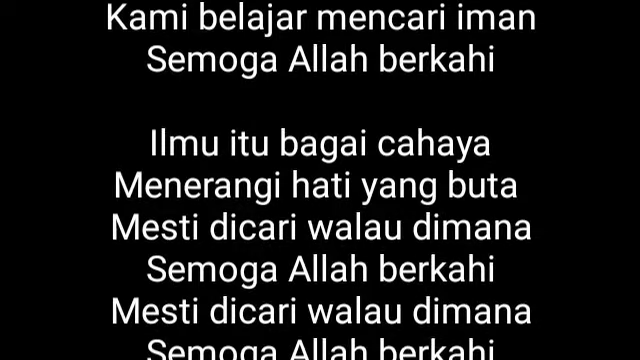 Kami belajar mencari iman
Semoga Allah berkahi
Ilmu itu bagai cahaya
Menerangi hati yang buta
Mesti dicari walau dimana
Semoga Allah berkahi
Mesti dicari walau dimana
Semoga Allah berkahi